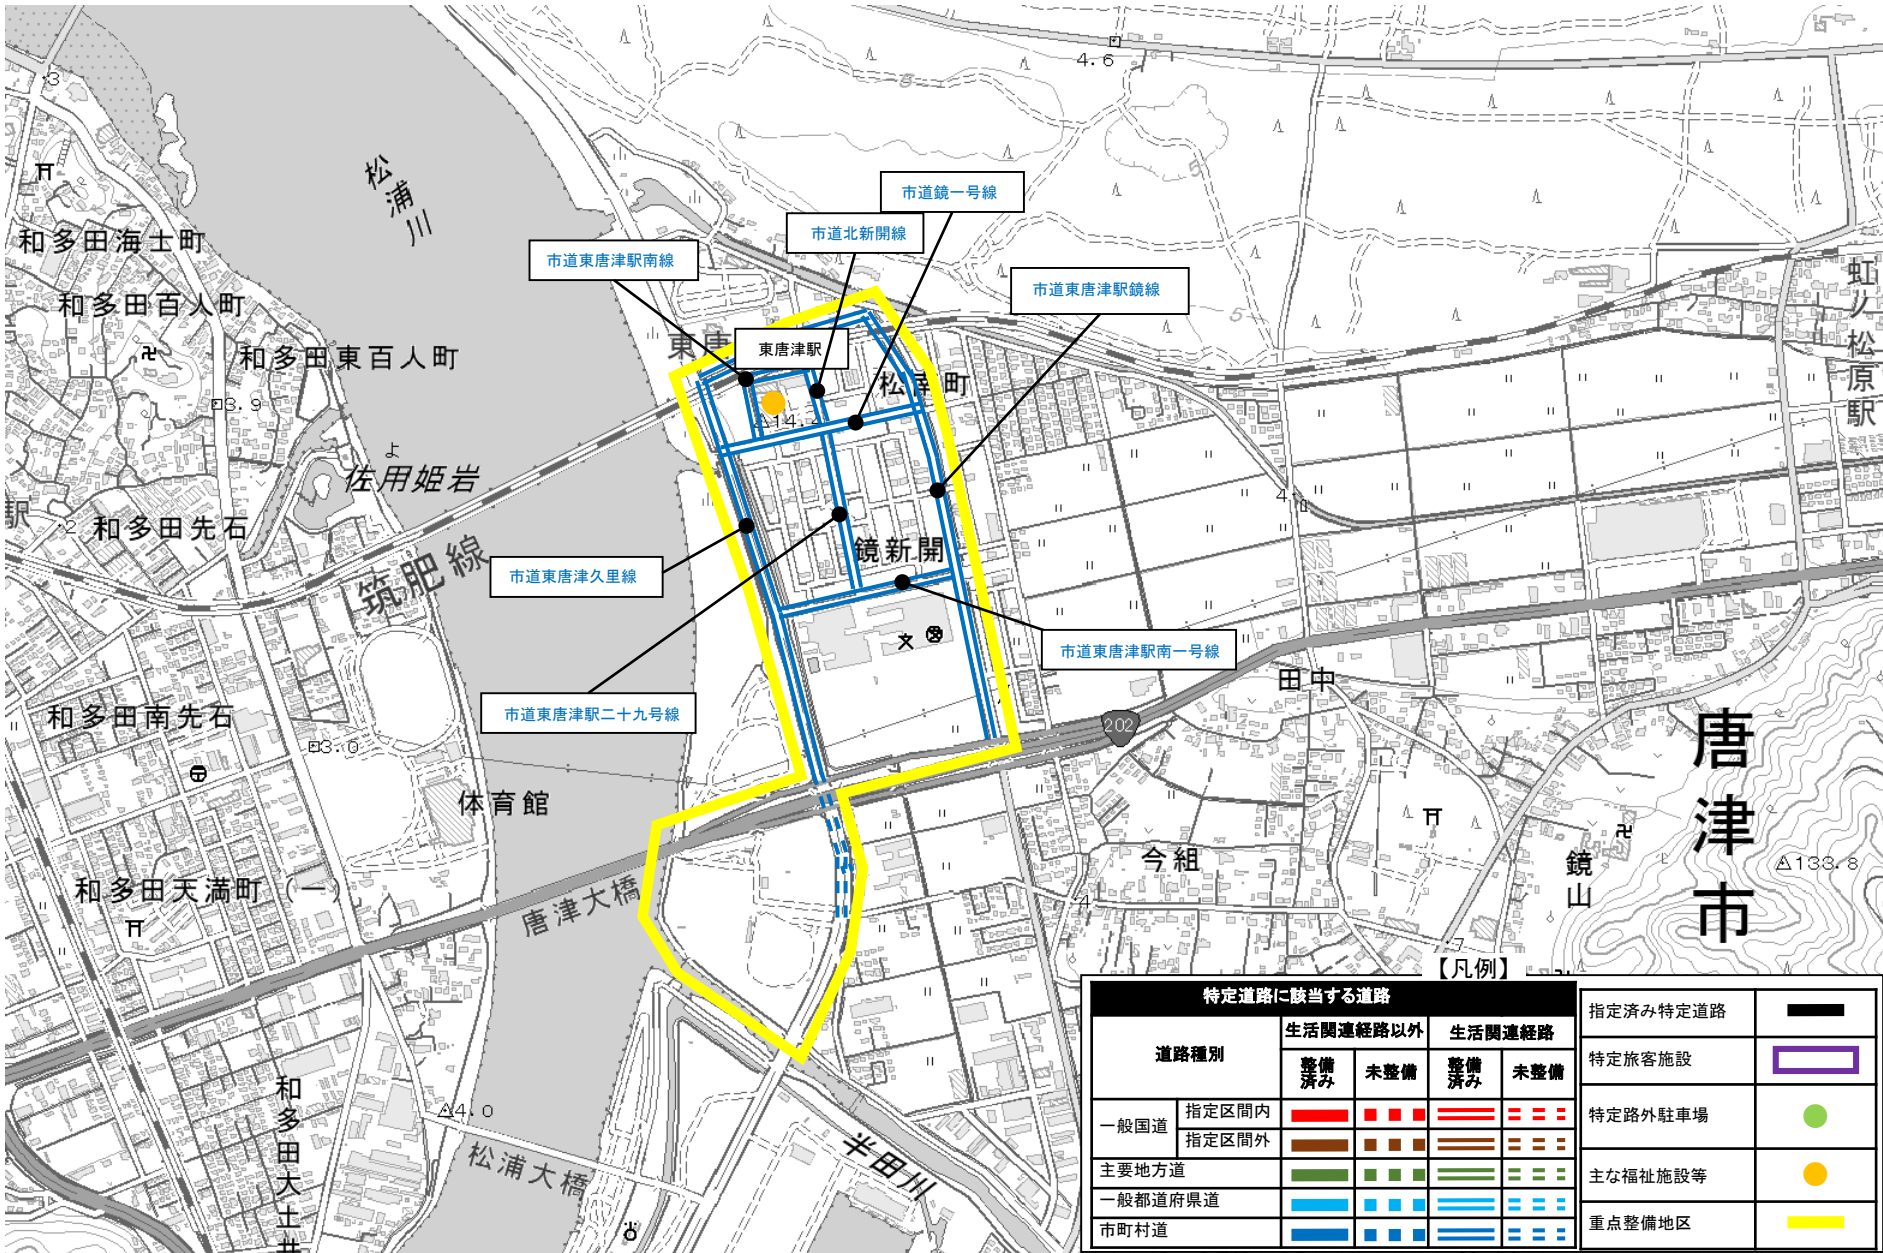 松浦川
和多田海士町
和多田百人町
和多田東百人町
3.9
よ
佐用姫岩
和多田先石
駅
筑肥線
和多田南先石
3.0
体育館
和多田天満町(一)
唐津大橋
和多田大土井
4.0
松浦大橋
半田川
4.6
5
5
5
虹ノ松原駅
市道鏡一号線
市道北新開線
市道東唐津駅南線
市道東唐津駅鏡線
東唐
東唐津駅
松南町
14.4
市道東唐津久里線
鏡新開
文
市道東唐津駅南一号線
市道東唐津駅二十九号線
202
田中
今組
鏡山
唐津市
133.8
【凡例】
特定道路に該当する道路
道路種別
生活関連経路以外
生活関連経路
整備済み
未整備
整備済み
未整備
一般国道
指定区間内
指定区間外
主要地方道
一般都道府県道
市町村道
指定済み特定道路
特定旅客施設
特定路外駐車場
主な福祉施設等
重点整備地区